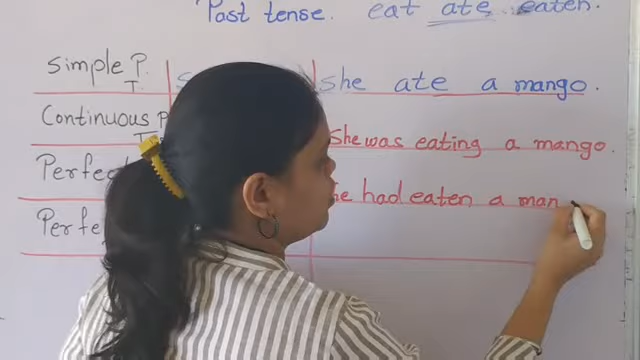 Past tense. eat ate eaten.
Simple P. she ate a mango.
T.
Continuous P. She was eating a mango.
T.
Perfect he had eaten a man
Perfe